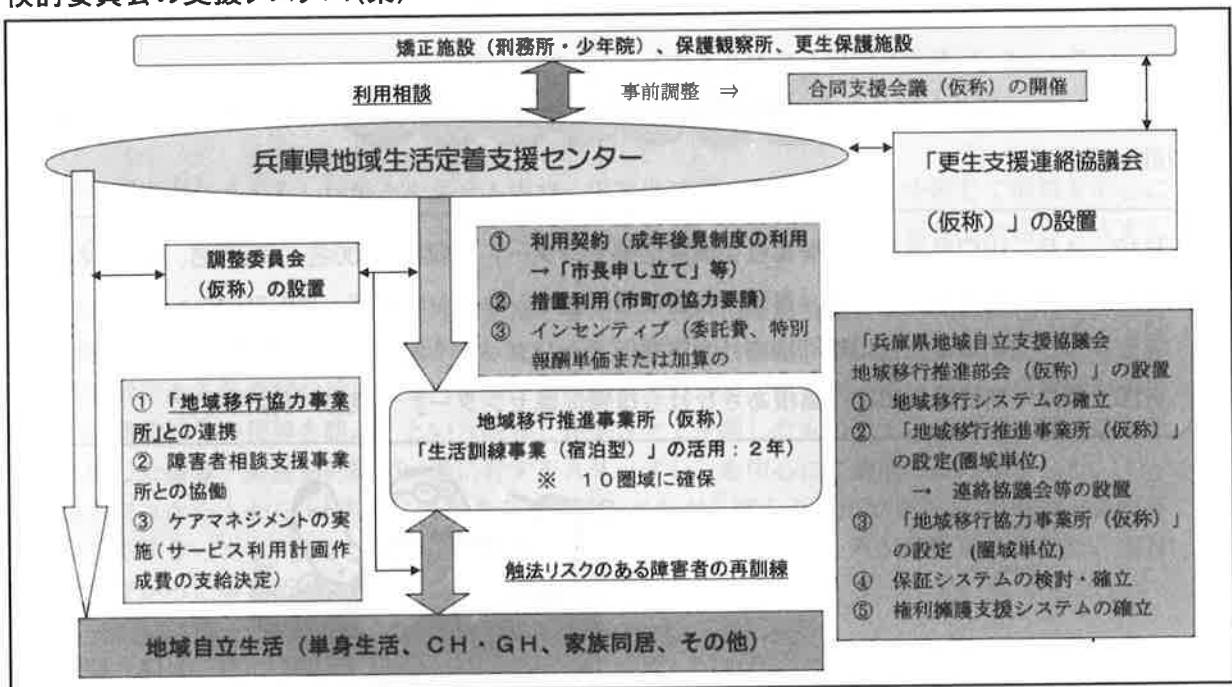 検討委員会の支援システム(案)
矯正施設（刑務所・少年院）、保護観察所、更生保護施設
利用相談
事前調整 ⇒
合同支援会議（仮称）の開催
兵庫県地域生活定着支援センター
「更生支援連絡協議会
（仮称）」の設置
調整委員会
（仮称）の設置
① 利用契約（成年後見制度の利用
→「市長申し立て」等）
② 措置利用（市町の協力要請）
③ インセンティブ（委託費、特別
報酬単価または加算の
① 「地域移行協力事業
所」との連携
② 障害者相談支援事業
所との協働
③ ケアマネジメントの実
施（サービス利用計画作
成費の支給決定）
地域移行推進事業所（仮称）
「生活訓練事業（宿泊型）」の活用：２年）
※ １０圏域に確保
「兵庫県地域自立支援協議会
地域移行推進部会（仮称）」の設置
① 地域移行システムの確立
② 「地域移行推進事業所（仮称）」
の設定(圏域単位)
→ 連絡協議会等の設置
③ 「地域移行協力事業所（仮称）」
の設定 (圏域単位)
④ 保証システムの検討・確立
⑤ 権利擁護支援システムの確立
触法リスクのある障害者の再訓練
地域自立生活（単身生活、ＣＨ・ＧＨ、家族同居、その他）